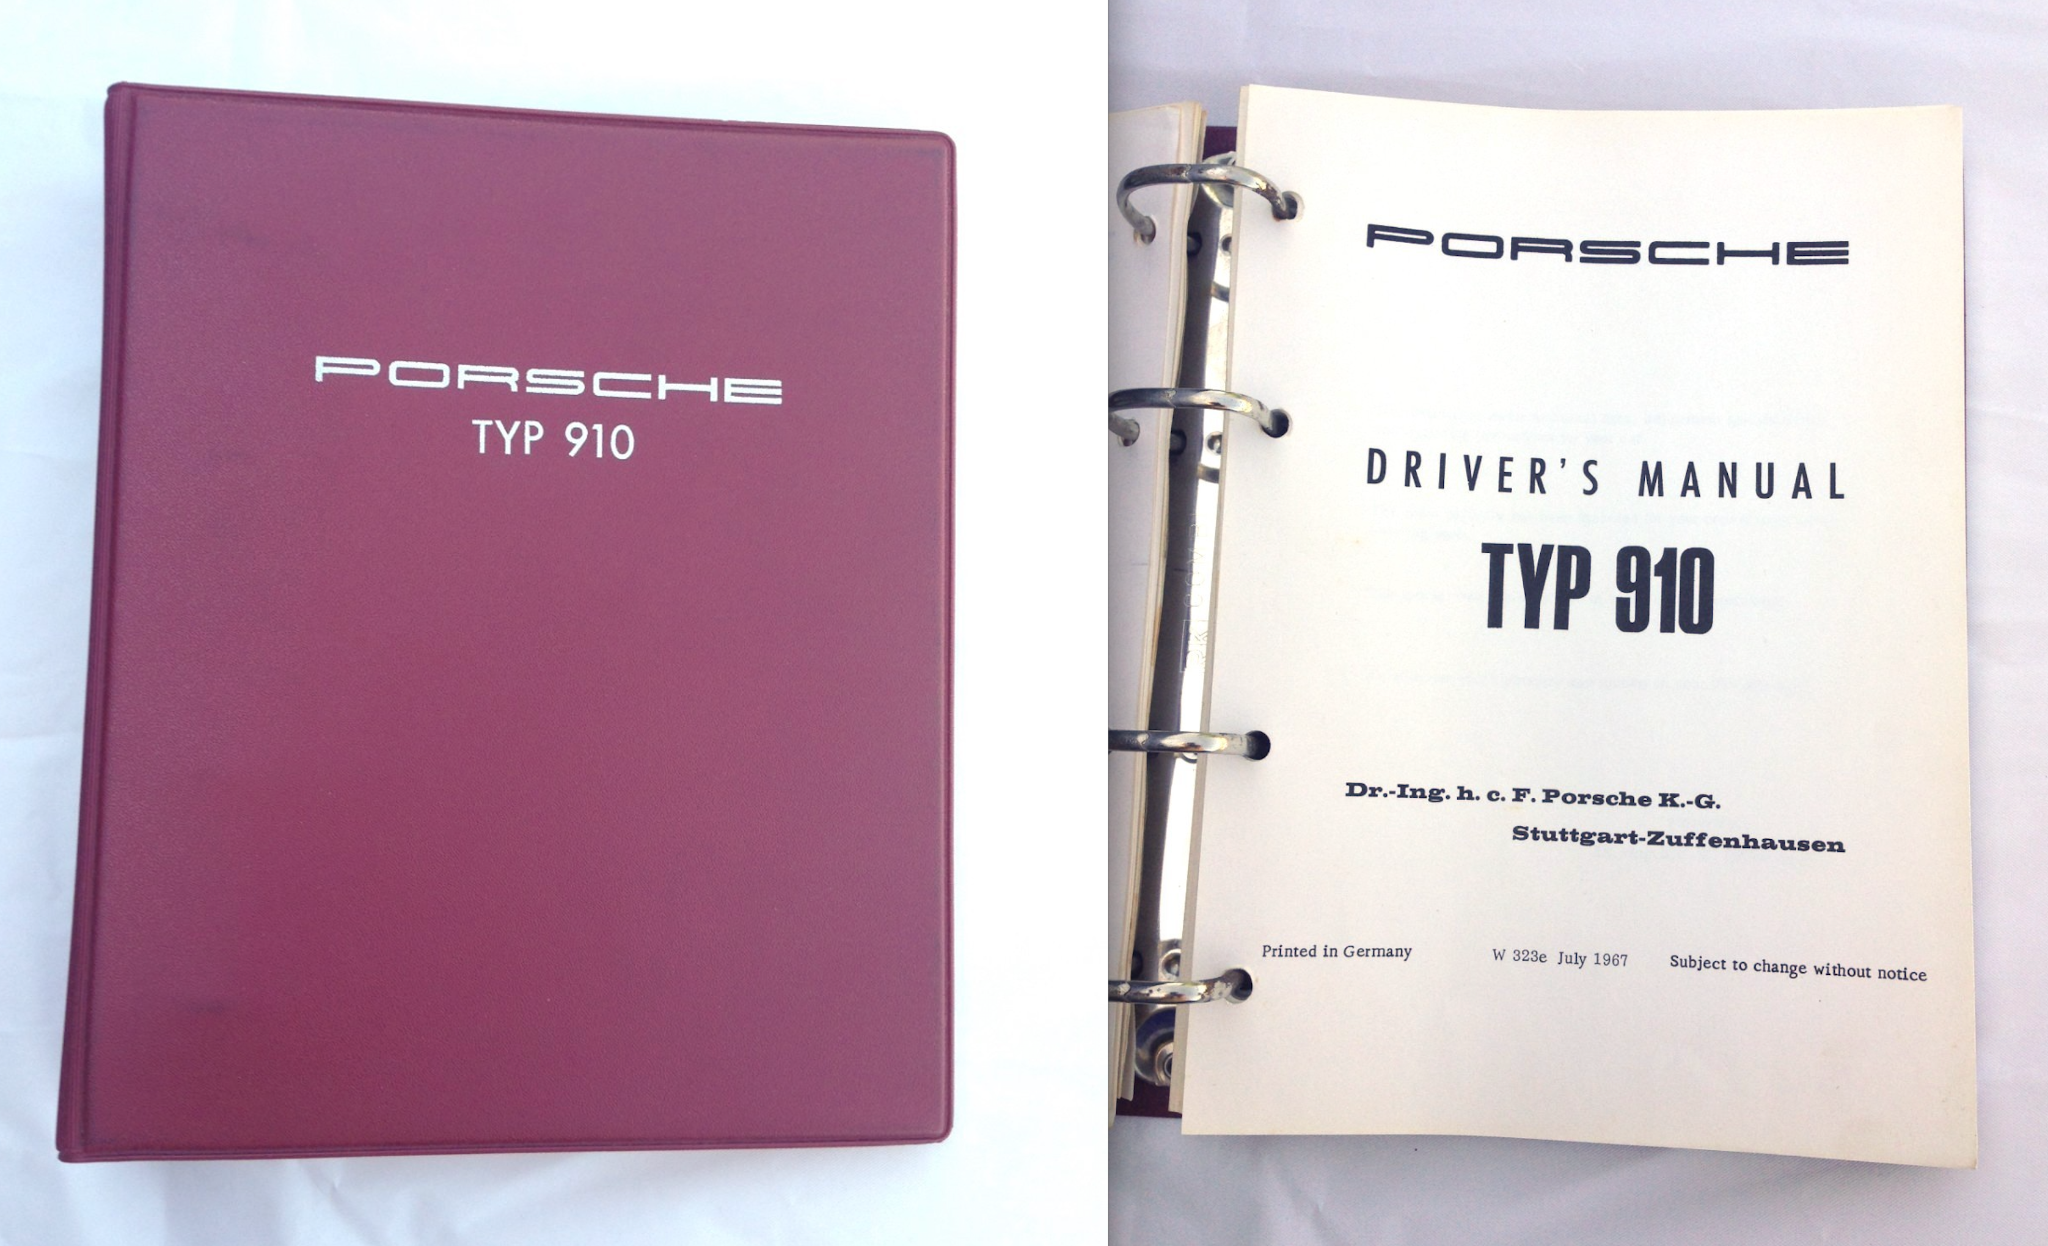 PORSCHE
TYP 910
PORSCHE
DRIVER'S MANUAL
TYP 910
Dr.-Ing. h. c. F. Porsche K.-G.
Stuttgart-Zuffenhausen
Printed in Germany W 323e July 1967 Subject to change without notice